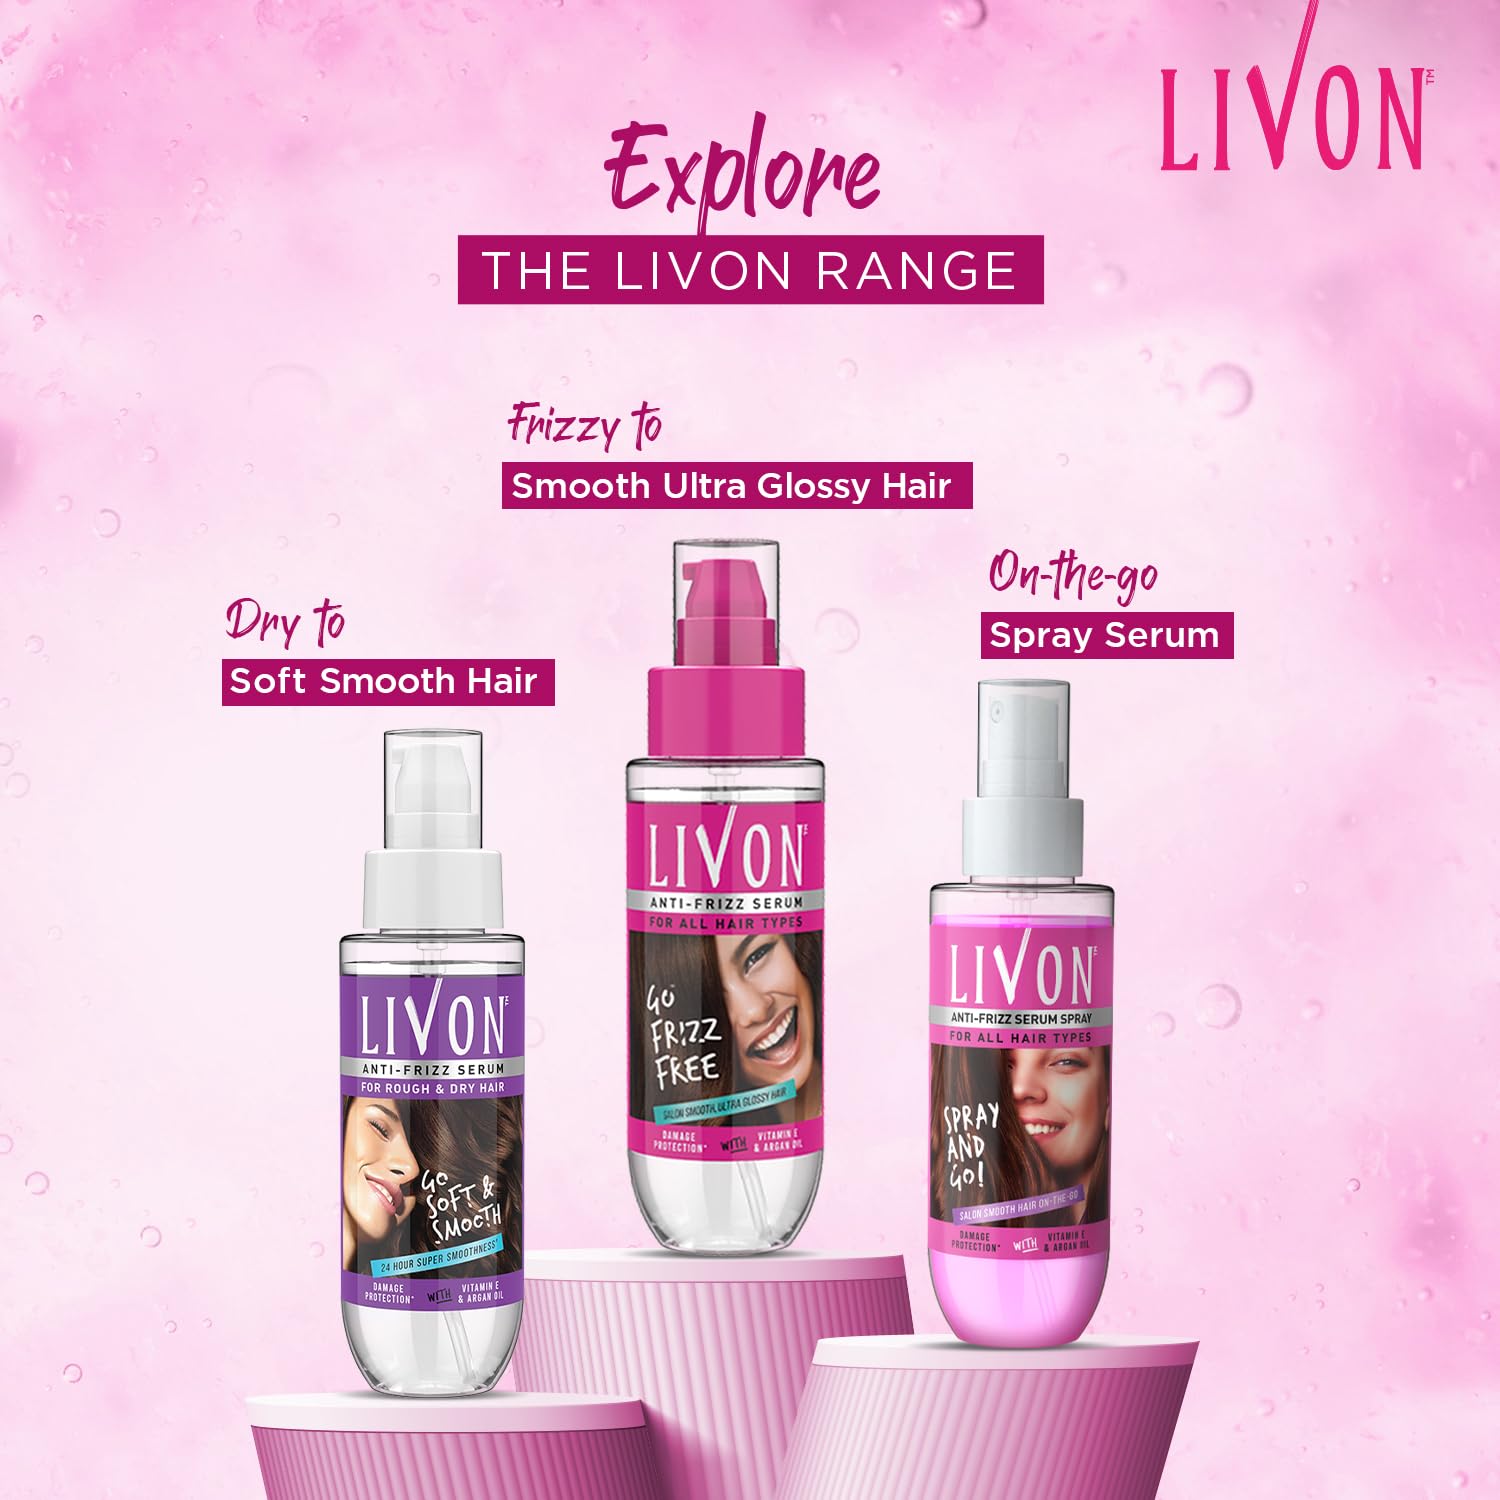 LIVON™
Explore
THE LIVON RANGE
Frizzy to
Smooth Ultra Glossy Hair
On-the-go
Spray Serum
Dry to
Soft Smooth Hair
LIVON™
ANTI-FRIZZ SERUM
FOR ROUGH & DRY HAIR
GO
SOFT &
SMOOTH
24 HOUR SUPER SMOOTHNESS*
DAMAGE
PROTECTION*
WITH
VITAMIN E
& ARGAN OIL
LIVON™
ANTI-FRIZZ SERUM
FOR ALL HAIR TYPES
GO
FRIZZ
FREE
SALON SMOOTH, ULTRA GLOSSY HAIR
DAMAGE
PROTECTION*
WITH
VITAMIN E
& ARGAN OIL
LIVON™
ANTI-FRIZZ SERUM SPRAY
FOR ALL HAIR TYPES
SPRAY
AND
GO!
SALON SMOOTH HAIR ON-THE-GO
DAMAGE
PROTECTION*
WITH
VITAMIN E
& ARGAN OIL